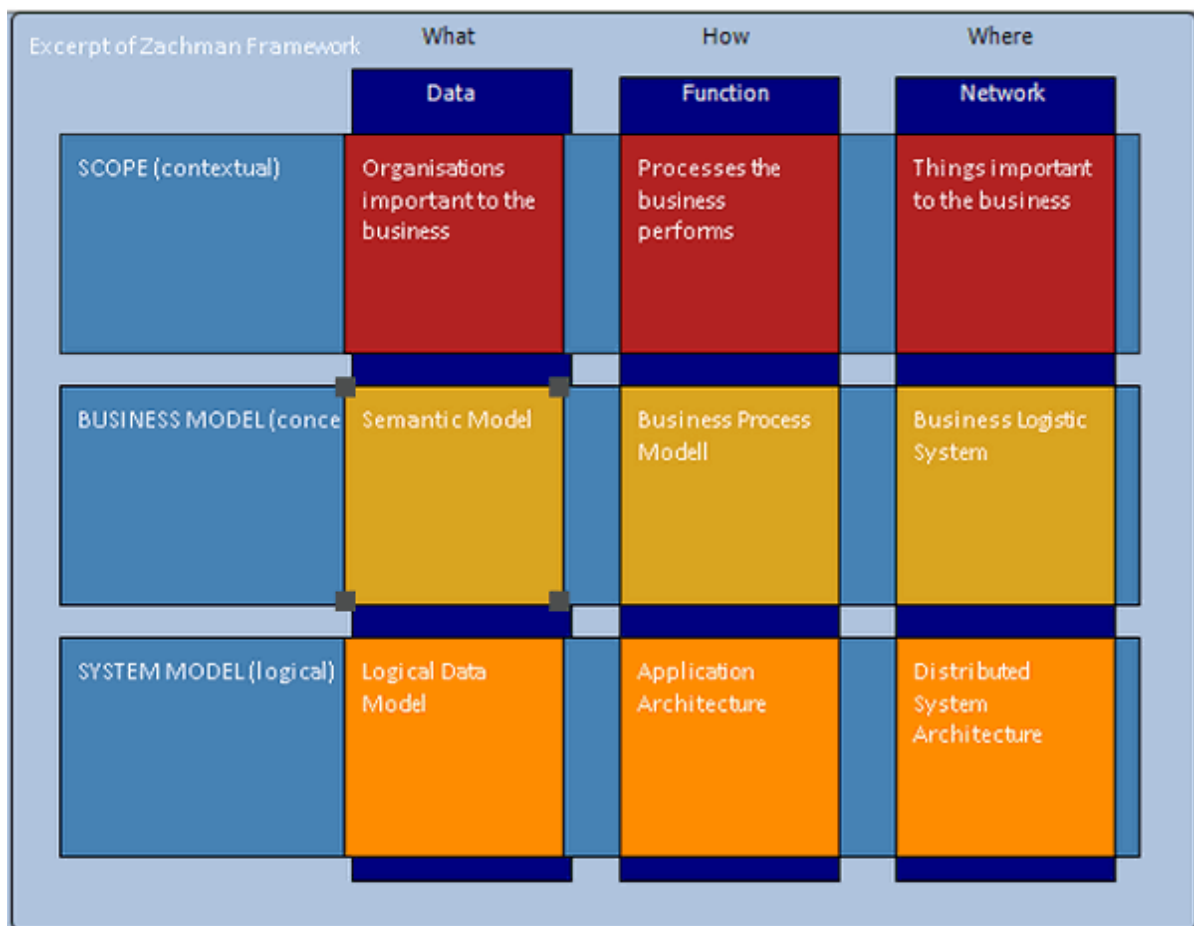 Excerpt of Zachman Framework
What
How
Where
Data
Function
Network
SCOPE (contextual)
Organisations
important to the
business
Processes the
business
performs
Things important
to the business
BUSINESS MODEL (conce
Semantic Model
Business Process
Modell
Business Logistic
System
SYSTEM MODEL (logical)
Logical Data
Model
Application
Architecture
Distributed
System
Architecture